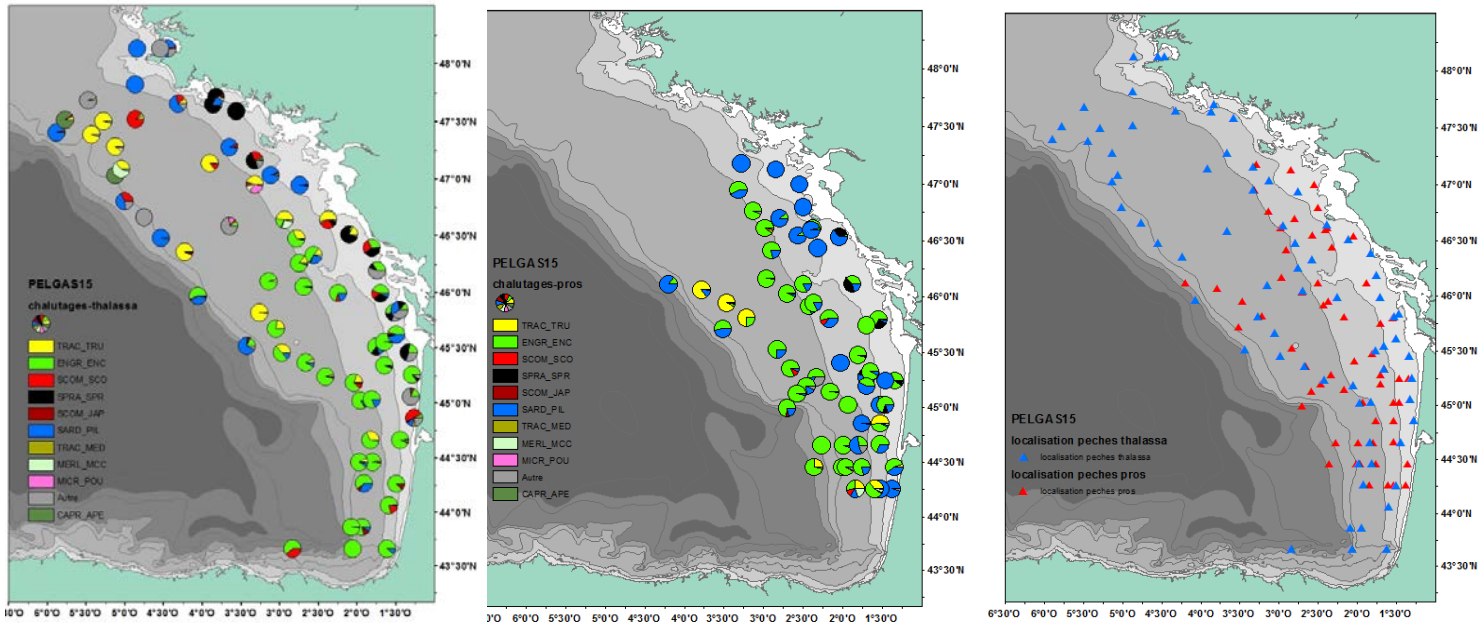 48°0'N
47°30'N
47°0'N
46°30'N
46°0'N
45°30'N
45°0'N
44°30'N
44°0'N
43°30'N
PELGAS15
chalutages-thalassa
TRAC_TRU
ENGR_ENC
SCOM_SCO
SPRA_SPR
SCOM_JAP
SARD_PIL
TRAC_MED
MERL_MCC
MICR_POU
Autre
CAPR_APE
6°0'O 5°30'O 5°0'O 4°30'O 4°0'O 3°30'O 3°0'O 2°30'O 2°0'O 1°30'O
48°0'N
47°30'N
47°0'N
46°30'N
46°0'N
45°30'N
45°0'N
44°30'N
44°0'N
43°30'N
PELGAS15
chalutages-pros
TRAC_TRU
ENGR_ENC
SCOM_SCO
SPRA_SPR
SCOM_JAP
SARD_PIL
TRAC_MED
MERL_MCC
MICR_POU
Autre
CAPR_APE
6°0'O 5°30'O 5°0'O 4°30'O 4°0'O 3°30'O 3°0'O 2°30'O 2°0'O 1°30'O
48°0'N
47°30'N
47°0'N
46°30'N
46°0'N
45°30'N
45°0'N
44°30'N
44°0'N
43°30'N
PELGAS15
localisation peches thalassa
localisation peches thalassa
localisation peches pros
localisation peches pros
6°30'O 6°0'O 5°30'O 5°0'O 4°30'O 4°0'O 3°30'O 3°0'O 2°30'O 2°0'O 1°30'O